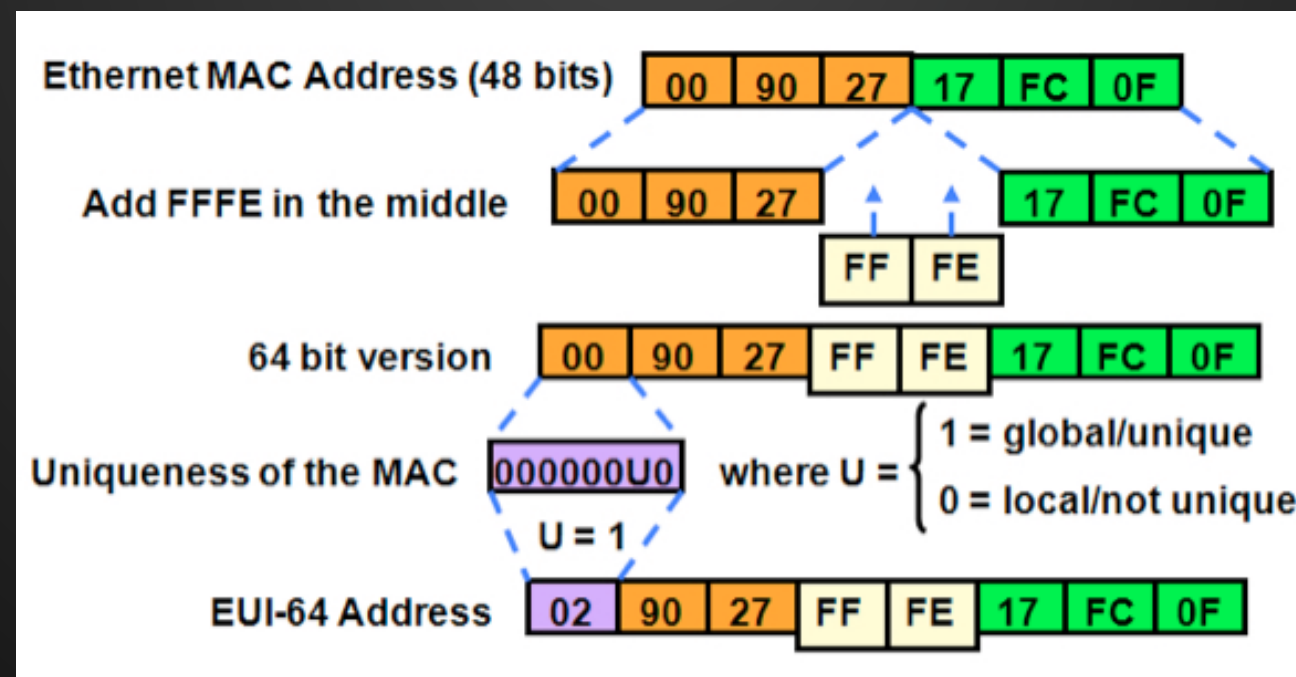 Ethernet MAC Address (48 bits) 00 90 27 17 FC 0F
Add FFFE in the middle 00 90 27 17 FC 0F
FF FE
64 bit version 00 90 27 FF FE 17 FC 0F
1 = global/unique
Uniqueness of the MAC 000000U0 where U =
0 = local/not unique
U = 1
EUI-64 Address 02 90 27 FF FE 17 FC 0F